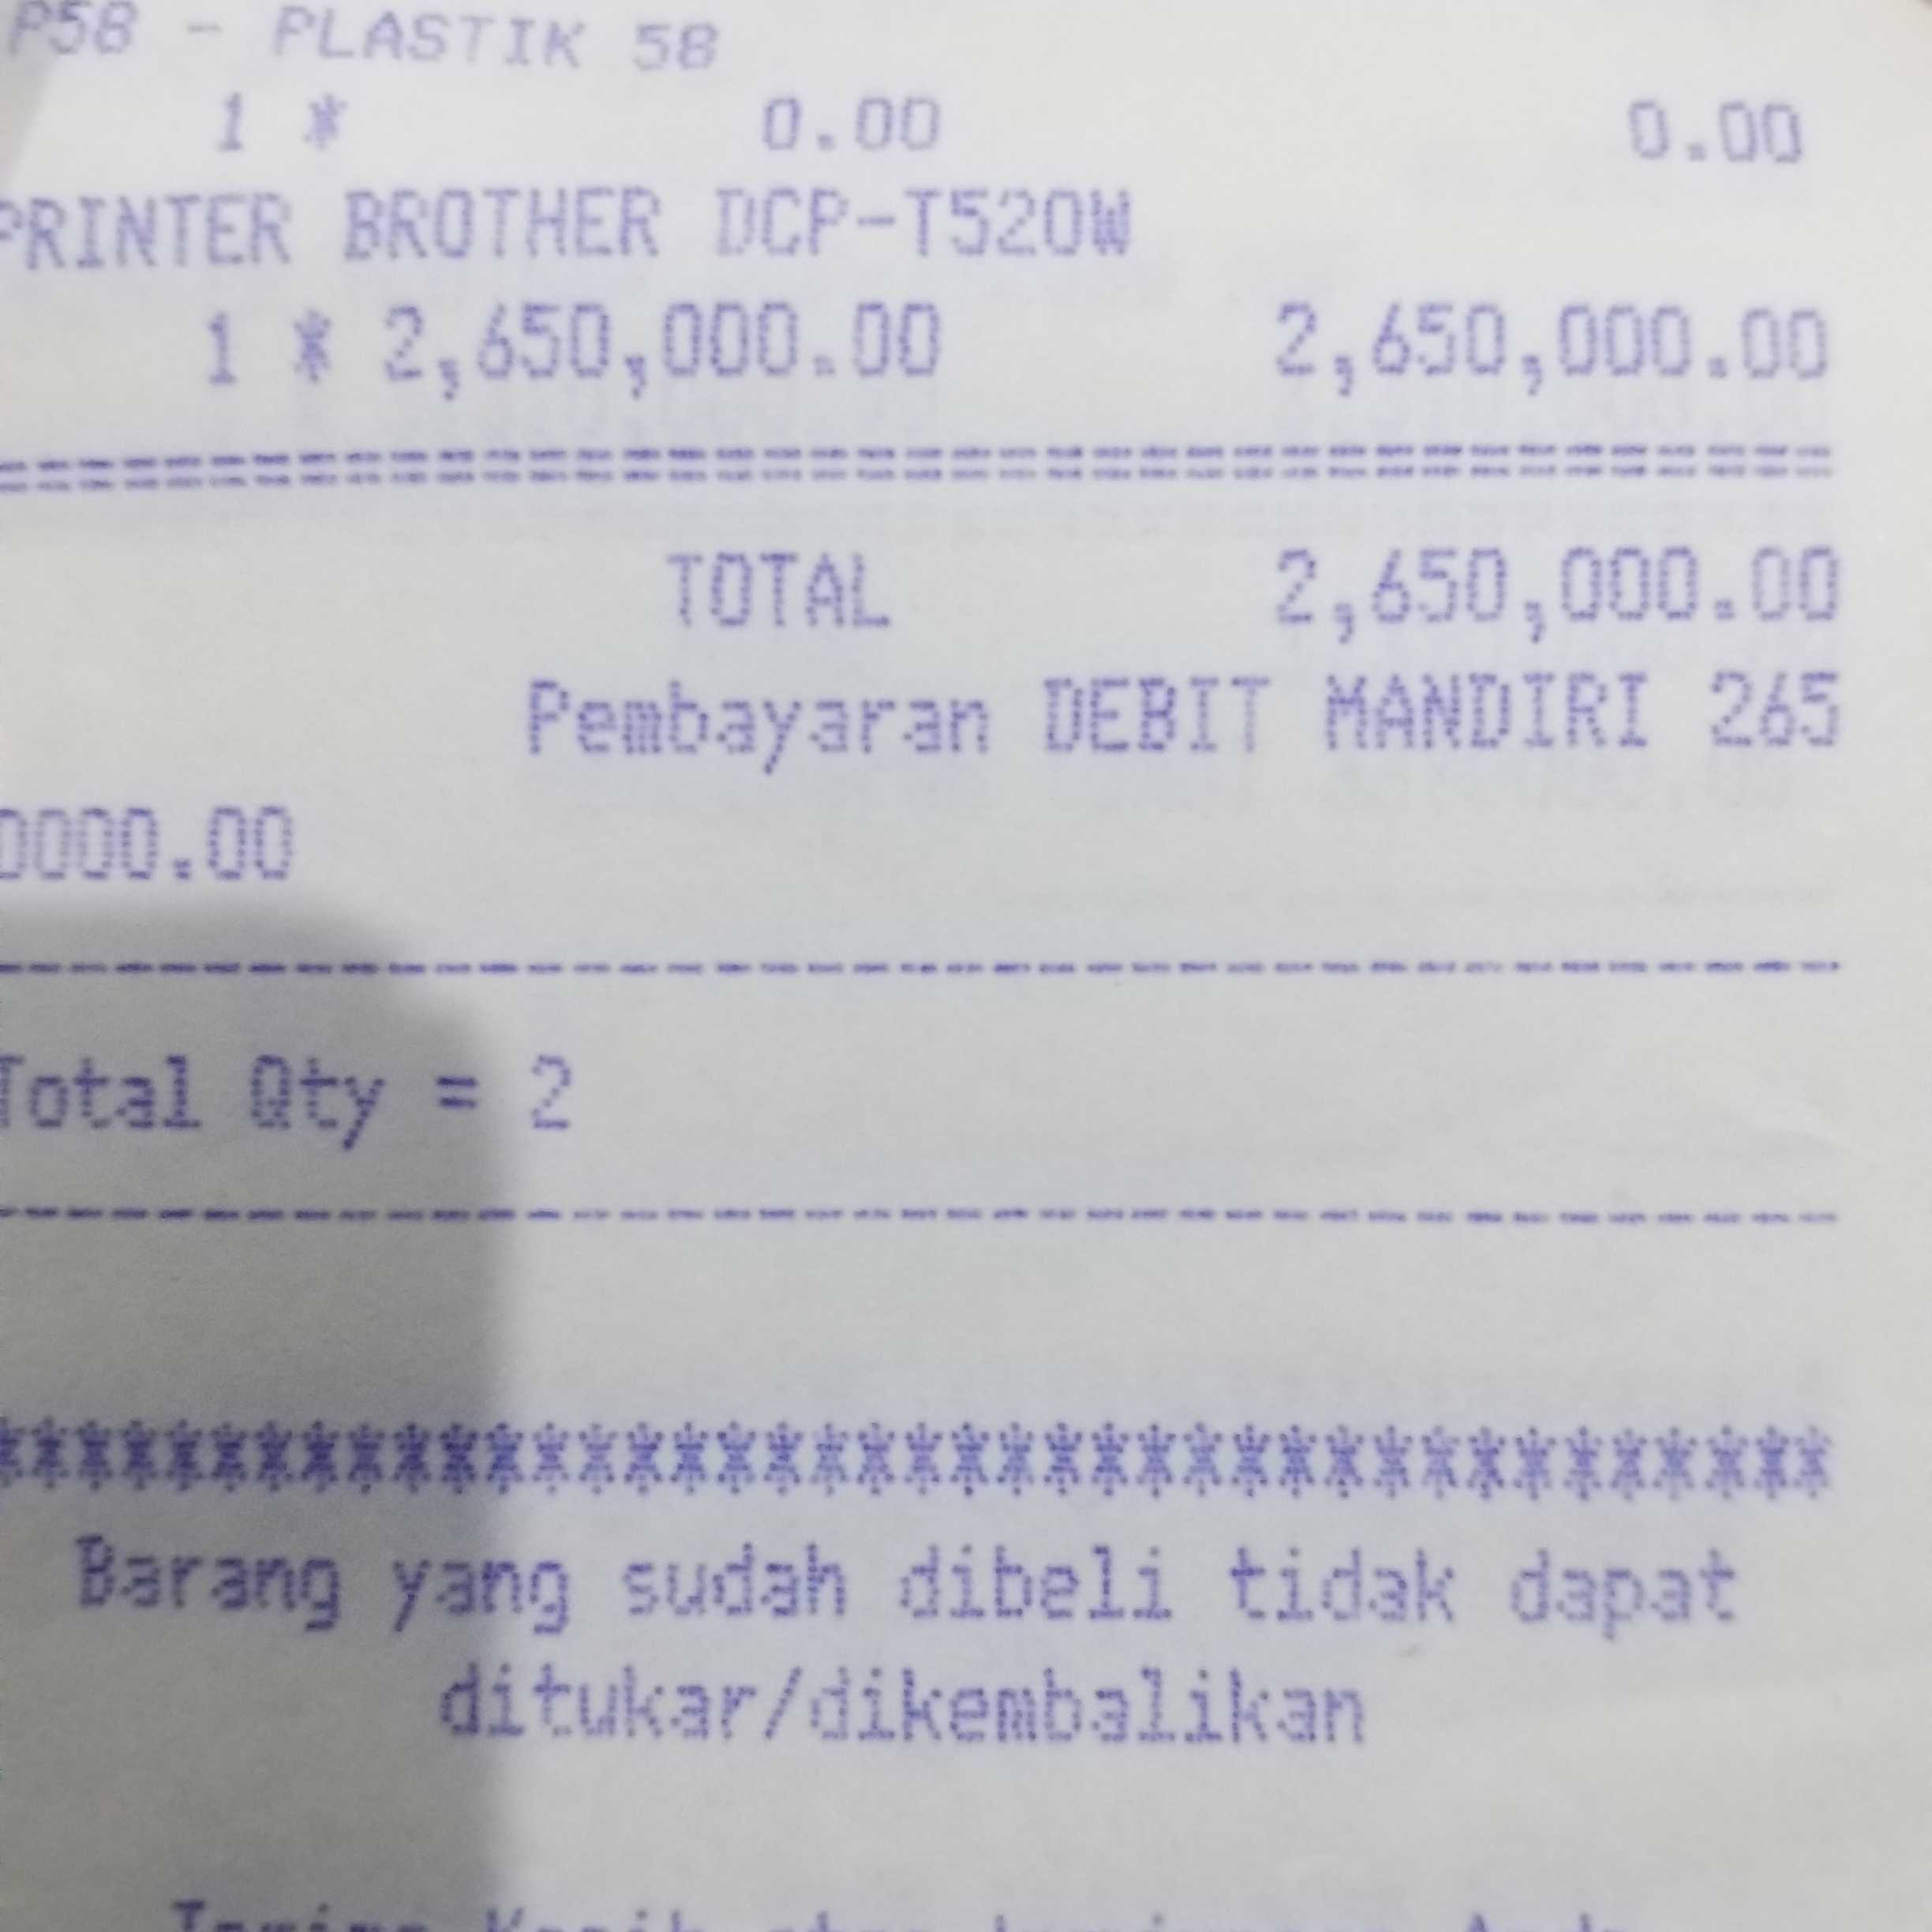 P58 - PLASTIK 58
1 * 0.00 0.00
PRINTER BROTHER DCP-T520W
1 * 2,650,000.00 2,650,000.00
TOTAL 2,650,000.00
Pembayaran DEBIT MANDIRI 265
0000.00
Total Qty = 2
***************************************
Barang yang sudah dibeli tidak dapat
ditukar/dikembalikan